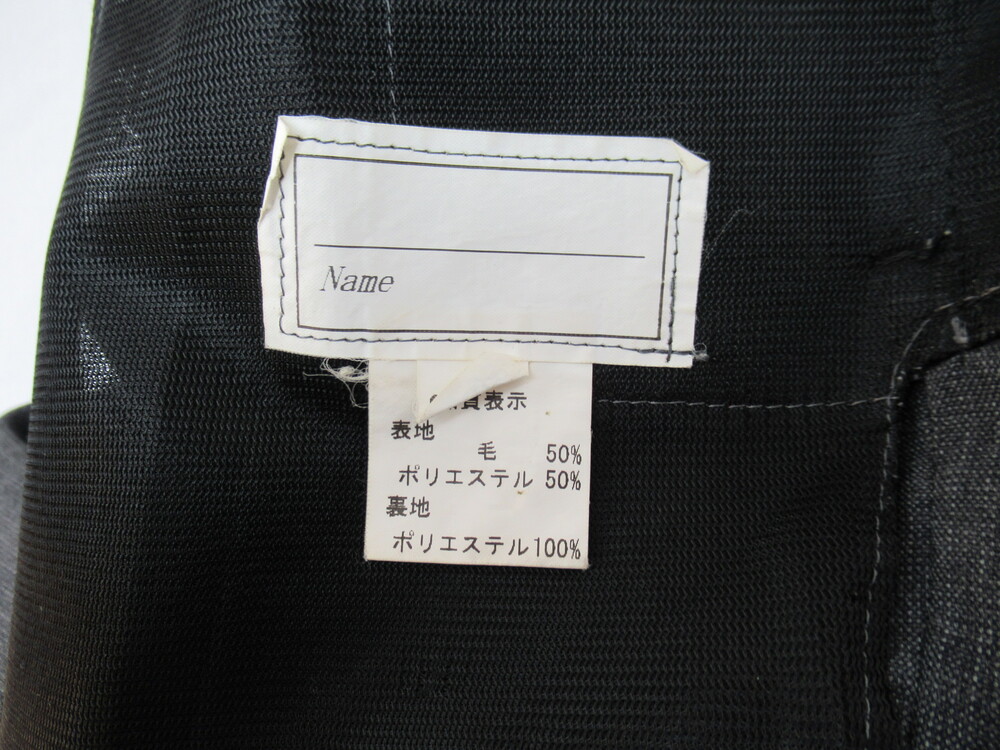 Name
表示
表地
毛 50%
ポリエステル 50%
裏地
ポリエステル100%